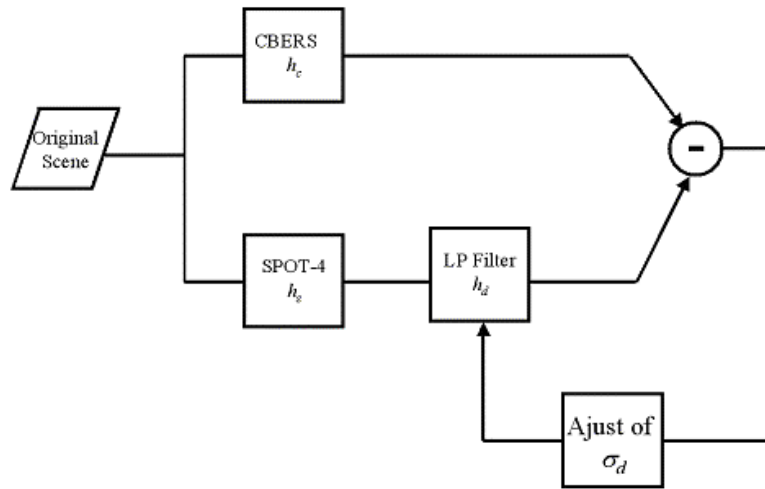 CBERS
h_c
Original
Scene
-
SPOT-4
h_s
LP Filter
h_d
Ajust of
σ_d